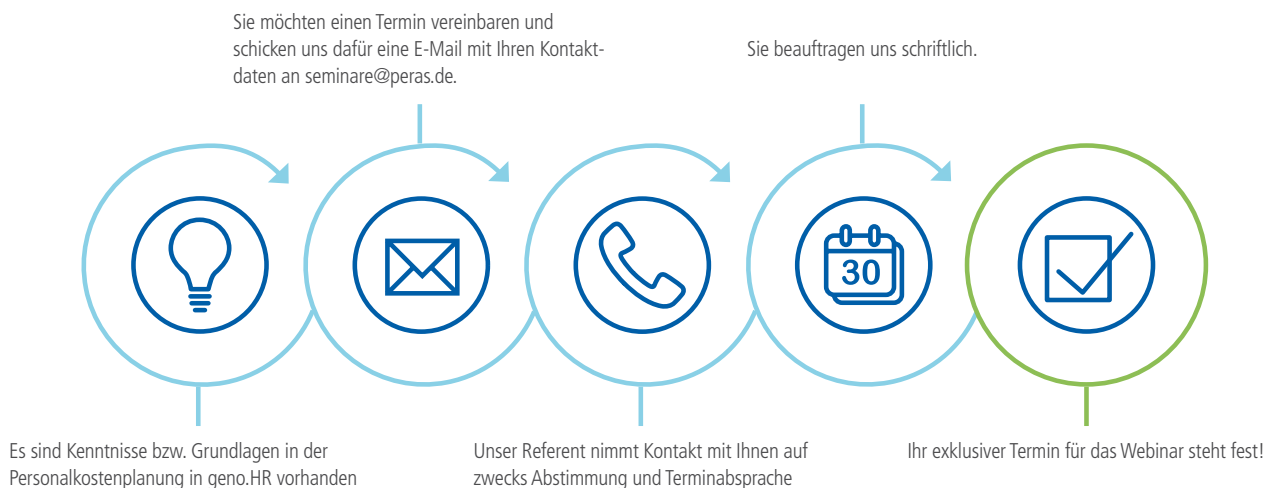 Sie möchten einen Termin vereinbaren und
schicken uns dafür eine E-Mail mit Ihren Kontakt-
daten an seminare@peras.de.
Sie beauftragen uns schriftlich.
30
Es sind Kenntnisse bzw. Grundlagen in der
Personalkostenplanung in geno.HR vorhanden
Unser Referent nimmt Kontakt mit Ihnen auf
zwecks Abstimmung und Terminabsprache
Ihr exklusiver Termin für das Webinar steht fest!